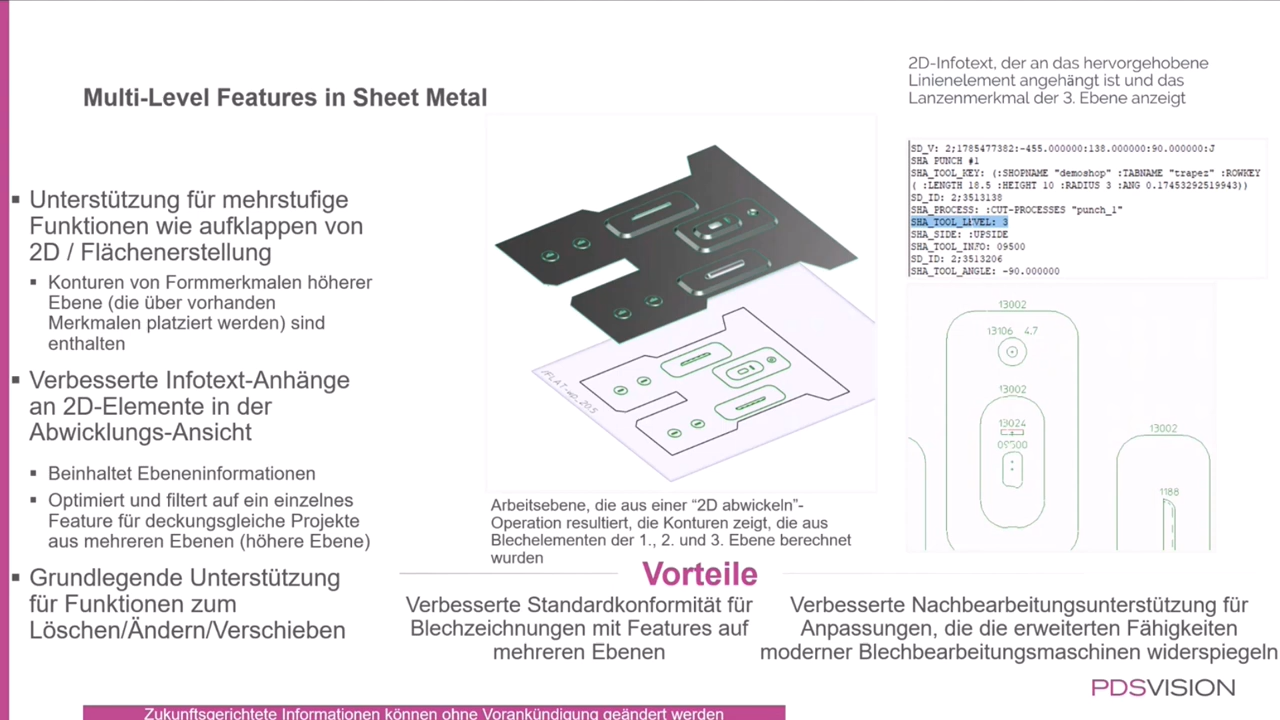 Multi-Level Features in Sheet Metal
Unterstützung für mehrstufige
Funktionen wie aufklappen von
2D / Flächenerstellung
Konturen von Formmerkmalen höherer
Ebene (die über vorhanden
Merkmalen platziert werden) sind
enthalten
Verbesserte Infotext-Anhänge
an 2D-Elemente in der
Abwicklungs-Ansicht
Beinhaltet Ebeneninformationen
Optimiert und filtert auf ein einzelnes
Feature für deckungsgleiche Projekte
aus mehreren Ebenen (höhere Ebene)
Grundlegende Unterstützung
für Funktionen zum
Löschen/Ändern/Verschieben
Arbeitsebene, die aus einer “2D abwickeln”-
Operation resultiert, die Konturen zeigt, die aus
Blechelementen der 1., 2. und 3. Ebene berechnet
wurden
2D-Infotext, der an das hervorgehobene
Linienelement angehängt ist und das
Lanzenmerkmal der 3. Ebene anzeigt
SD_V: 2;1785477382:-455.000000:138.000000:90.000000:J
SHA PUNCH #1
SHA_TOOL_KEY: (:SHOPNAME "demoshop" :TABNAME "trapez" :ROWKEY
( :LENGTH 18.5 :HEIGHT 10 :RADIUS 3 :ANG 0.17453292519943))
SD_ID: 2;3513138
SHA_PROCESS: :CUT-PROCESSES "punch_1"
SHA_TOOL_LEVEL: 3
SHA_SIDE: :UPSIDE
SHA_TOOL_INFO: 09500
SD_ID: 2;3513206
SHA_TOOL_ANGLE: -90.000000
13002
13106 4.7
13002
13024
09500
13002
1188
Vorteile
Verbesserte Standardkonformität für
Blechzeichnungen mit Features auf
mehreren Ebenen
Verbesserte Nachbearbeitungsunterstützung für
Anpassungen, die die erweiterten Fähigkeiten
moderner Blechbearbeitungsmaschinen widerspiegeln
PDSVISION
Zukunftsgerichtete Informationen können ohne Vorankündigung geändert werden